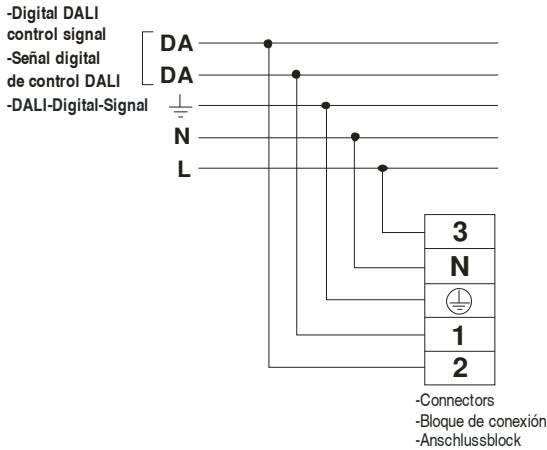 -Digital DALI
control signal
-Señal digital
de control DALI
-DALI-Digital-Signal
DA
DA
N
L
3
N
1
2
-Connectors
-Bloque de conexión
-Anschlussblock